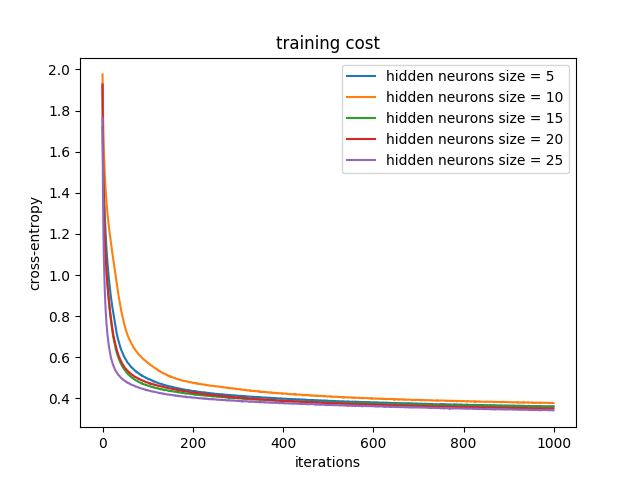 training cost
hidden neurons size = 5
hidden neurons size = 10
hidden neurons size = 15
hidden neurons size = 20
hidden neurons size = 25
cross-entropy
2.0
1.8
1.6
1.4
1.2
1.0
0.8
0.6
0.4
0 200 400 600 800 1000
iterations